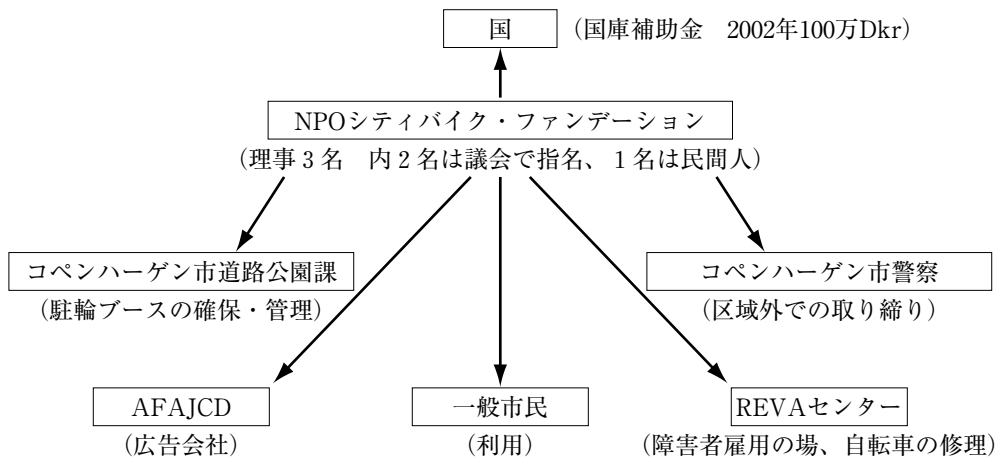 国 (国庫補助金 2002年100万Dkr)
NPOシティバイク・ファンデーション
(理事3名 内2名は議会で指名、1名は民間人)
コペンハーゲン市道路公園課 コペンハーゲン市警察
(駐輪ブースの確保・管理) (区域外での取り締り)
AFAJCD 一般市民 REVAセンター
(広告会社) (利用) (障害者雇用の場、自転車の修理)